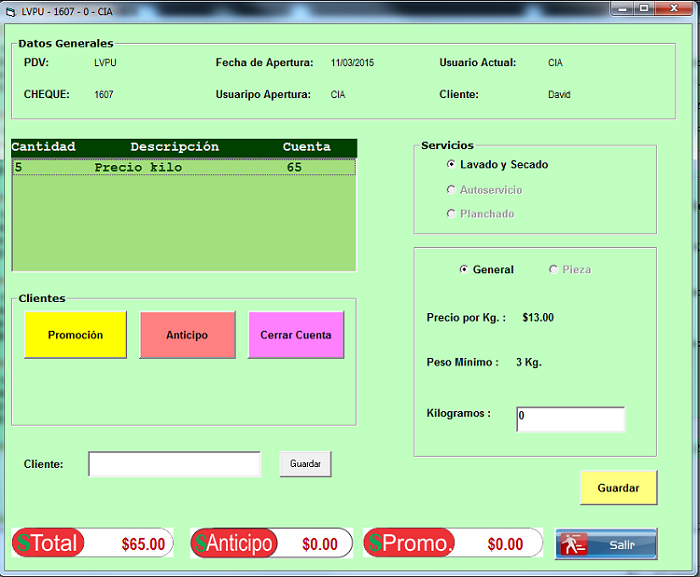 LVPU - 1607 - 0 - CIA
Datos Generales
PDV: LVPU Fecha de Apertura: 11/03/2015 Usuario Actual: CIA
CHEQUE: 1607 Usuaripo Apertura: CIA Cliente: David
Cantidad Descripción Cuenta
5 Precio kilo 65
Servicios
Lavado y Secado
Autoservicio
Planchado
General Pieza
Precio por Kg. : $13.00
Peso Mínimo : 3 Kg.
Kilogramos : 0
Clientes
Promoción Anticipo Cerrar Cuenta
Cliente: Guardar
Guardar
$Total $65.00 $Anticipo $0.00 $Promo. $0.00 Salir